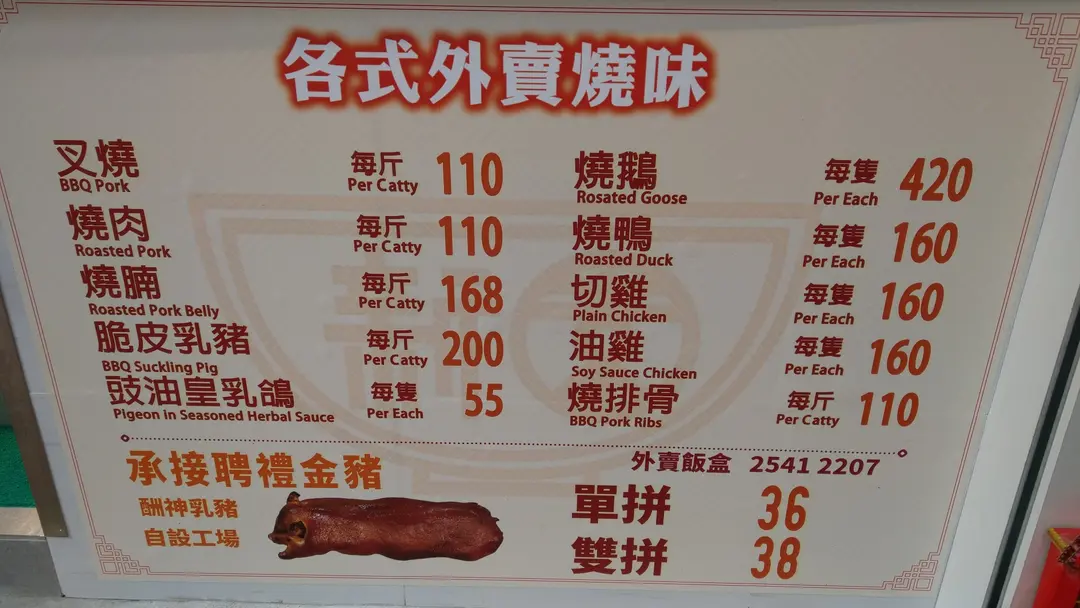 各式外賣燒味
叉燒 每斤 110
BBQ Pork Per Catty
燒肉 每斤 110
Roasted Pork Per Catty
燒腩 每斤 168
Roasted Pork Belly Per Catty
脆皮乳豬 每斤 200
BBQ Suckling Pig Per Catty
豉油皇乳鴿 每隻 55
Pigeon in Seasoned Herbal Sauce Per Each
燒鵝 每隻 420
Rosated Goose Per Each
燒鴨 每隻 160
Roasted Duck Per Each
切雞 每隻 160
Plain Chicken Per Each
油雞 每隻 160
Soy Sauce Chicken Per Each
燒排骨 每斤 110
BBQ Pork Ribs Per Catty
承接聘禮金豬
酬神乳豬
自設工場
外賣飯盒 2541 2207
單拼 36
雙拼 38